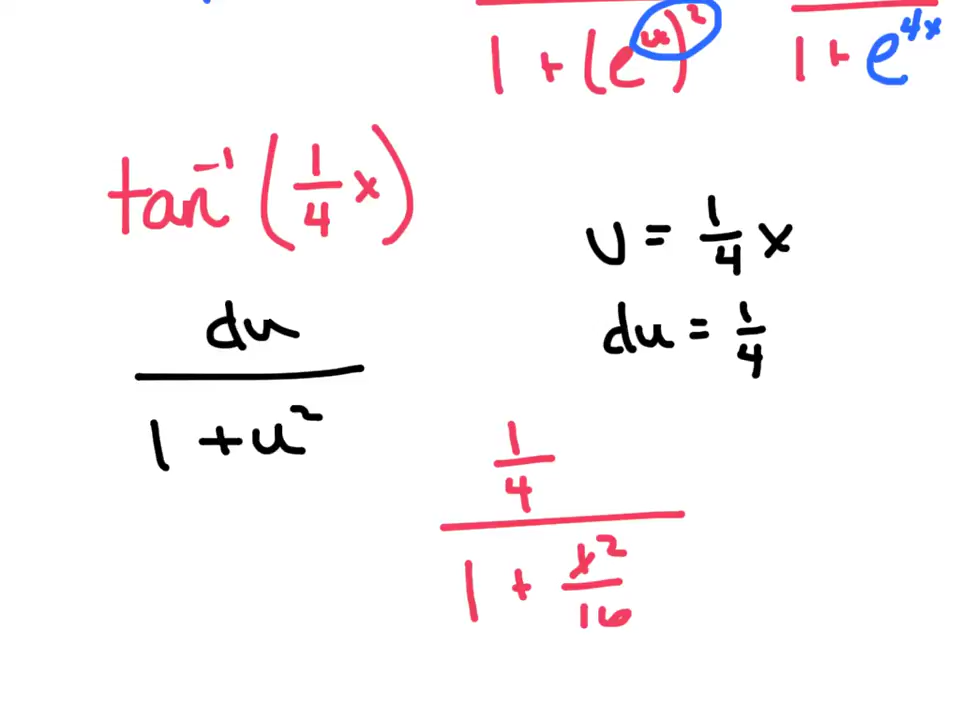 1 + (e^{2x})^2    1 + e^{4x}
tan^{-1} (1/4 x)
u = 1/4 x
du = 1/4
du / (1 + u^2)
(1/4) / (1 + x^2/16)